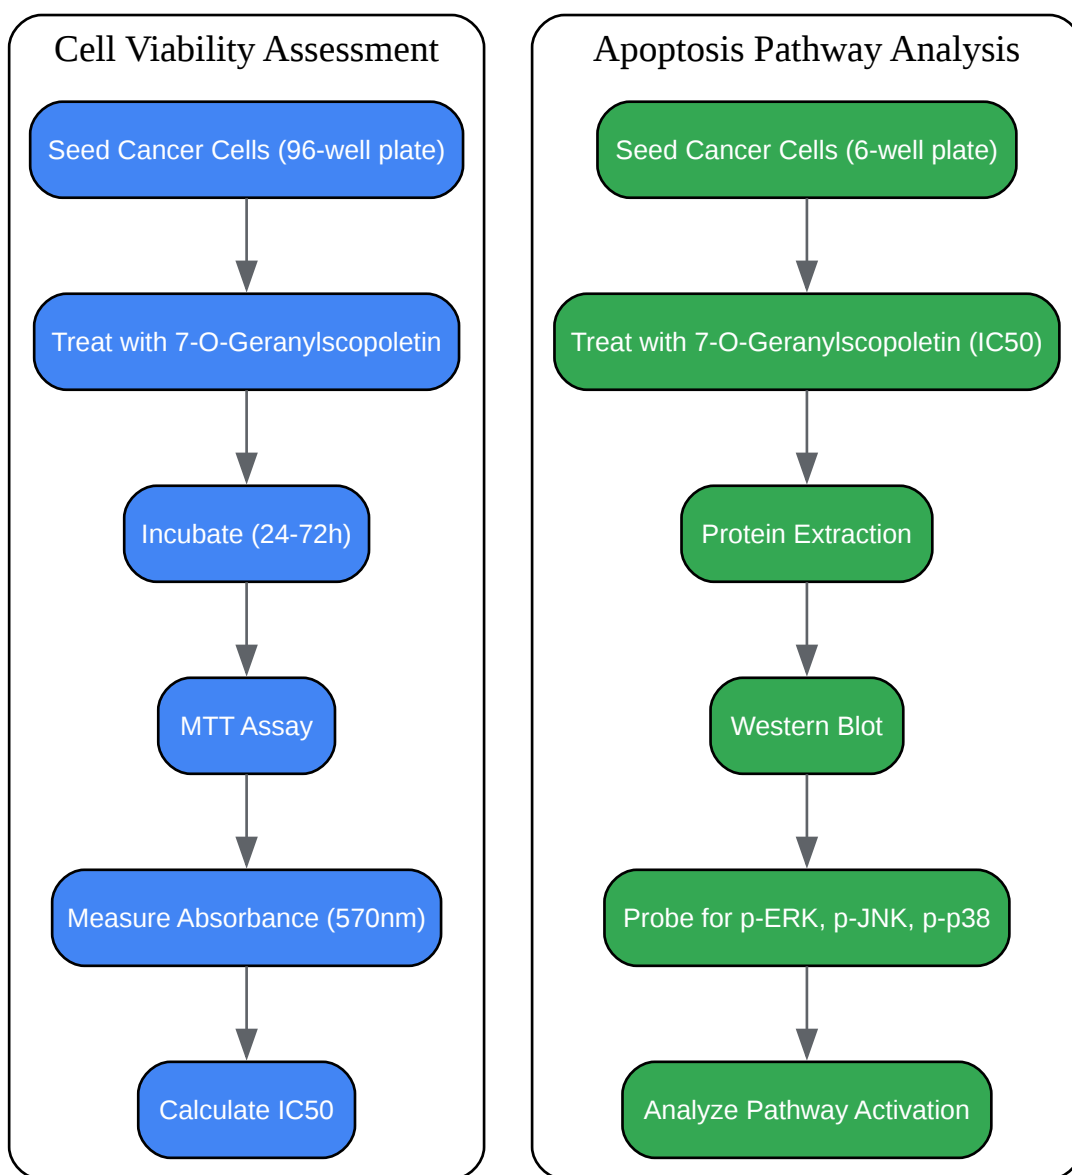 Cell Viability Assessment
Seed Cancer Cells (96-well plate)
Treat with 7-O-Geranylscopoletin
Incubate (24-72h)
MTT Assay
Measure Absorbance (570nm)
Calculate IC50
Apoptosis Pathway Analysis
Seed Cancer Cells (6-well plate)
Treat with 7-O-Geranylscopoletin (IC50)
Protein Extraction
Western Blot
Probe for p-ERK, p-JNK, p-p38
Analyze Pathway Activation